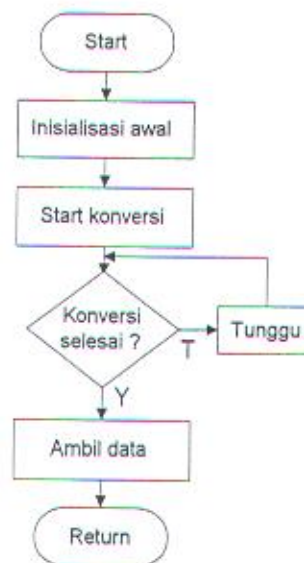 Start
Inisialisasi awal
Start konversi
Konversi
selesai ?
T
Tunggu
Y
Ambil data
Return